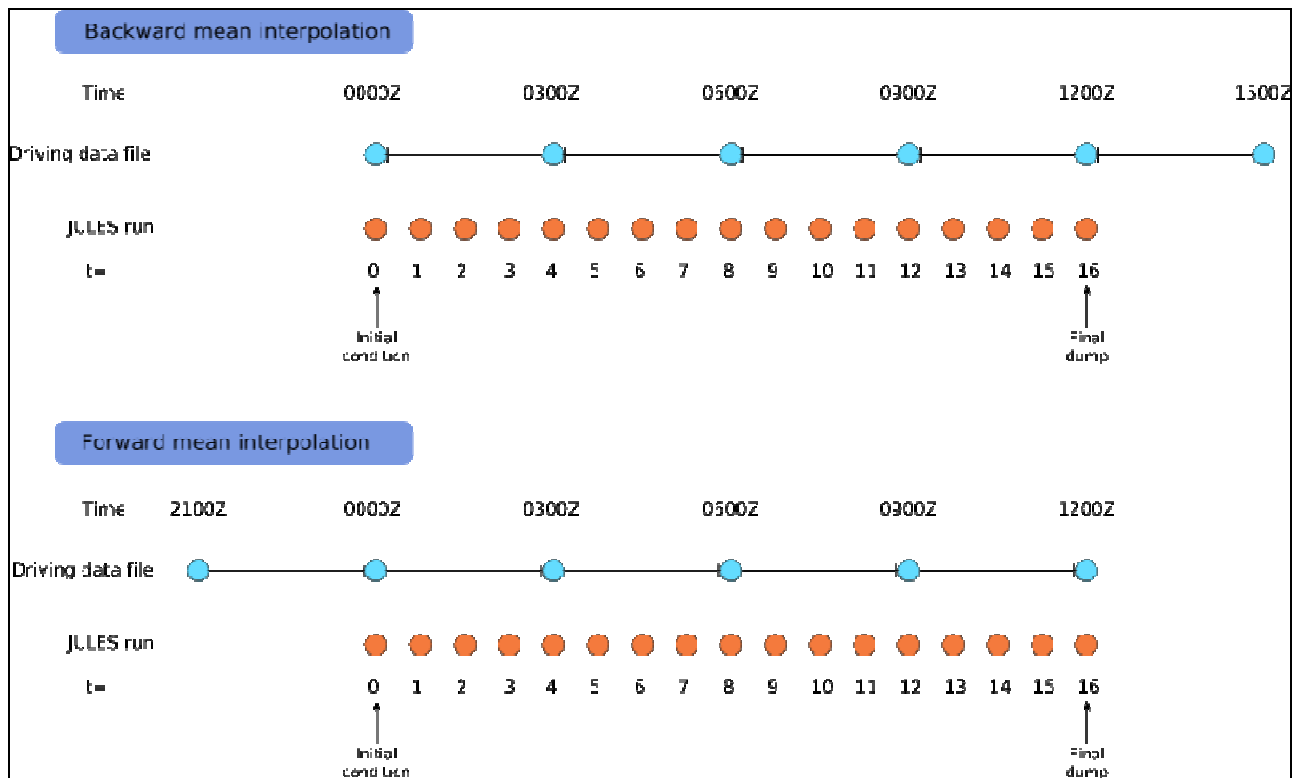 Backward mean interpolation
Time 0000Z 0300Z 0600Z 0900Z 1200Z 1500Z
Driving data file
JULES run
t= 0 1 2 3 4 5 6 7 8 9 10 11 12 13 14 15 16
Initial Final
condition dump
Forward mean interpolation
Time 2100Z 0000Z 0300Z 0600Z 0900Z 1200Z
Driving data file
JULES run
t= 0 1 2 3 4 5 6 7 8 9 10 11 12 13 14 15 16
Initial Final
condition dump